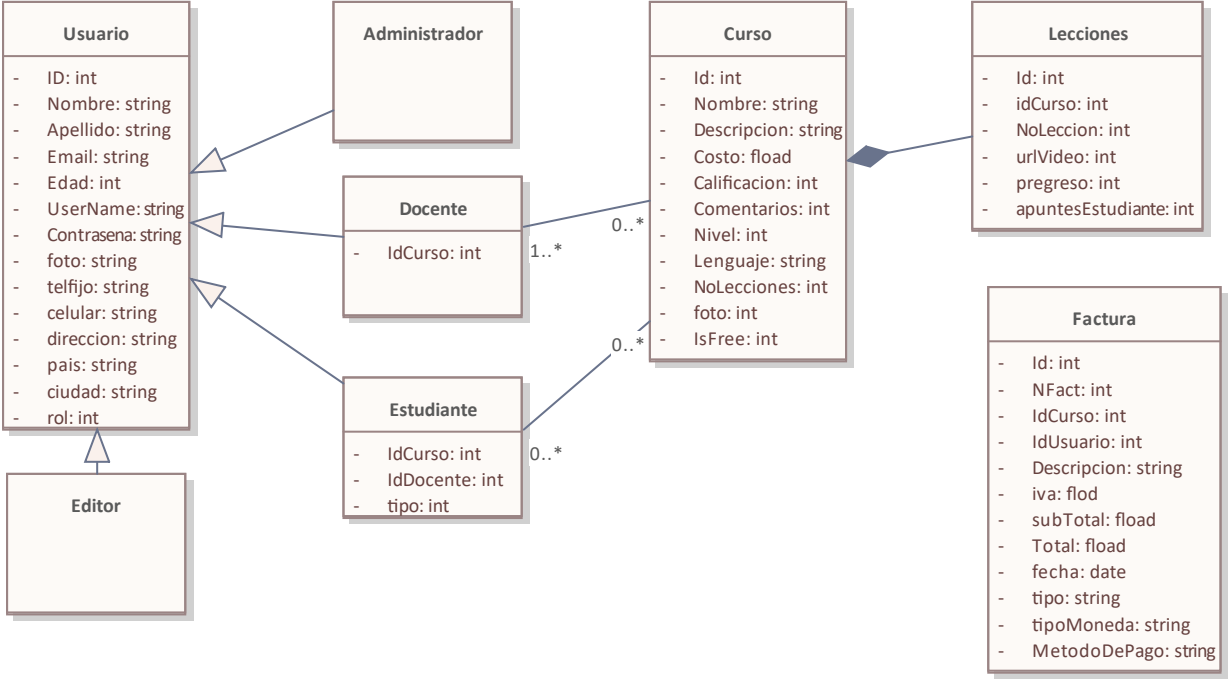 Usuario
- ID: int
- Nombre: string
- Apellido: string
- Email: string
- Edad: int
- UserName: string
- Contrasena: string
- foto: string
- telfijo: string
- celular: string
- direccion: string
- pais: string
- ciudad: string
- rol: int
Editor
Administrador
Docente
- IdCurso: int
1..*
0..*
Estudiante
- IdCurso: int
- IdDocente: int
- tipo: int
0..*
0..*
Curso
- Id: int
- Nombre: string
- Descripcion: string
- Costo: fload
- Calificacion: int
- Comentarios: int
- Nivel: int
- Lenguaje: string
- NoLecciones: int
- foto: int
- IsFree: int
Lecciones
- Id: int
- idCurso: int
- NoLeccion: int
- urlVideo: int
- pregreso: int
- apuntesEstudiante: int
Factura
- Id: int
- NFact: int
- IdCurso: int
- IdUsuario: int
- Descripcion: string
- iva: flod
- subTotal: fload
- Total: fload
- fecha: date
- tipo: string
- tipoMoneda: string
- MetodoDePago: string